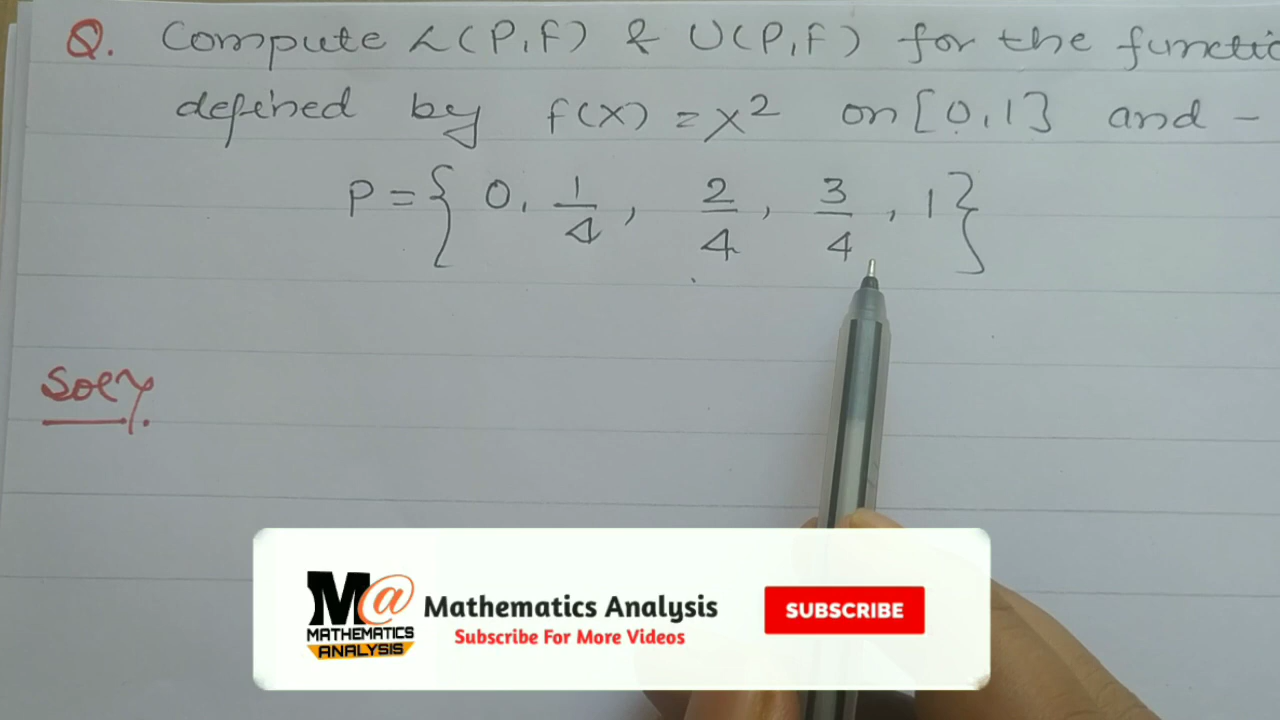 Q. Compute L(P,f) & U(P,f) for the functio
defined by f(x) = x² on [0,1] and -
P = { 0, 1/4, 2/4, 3/4, 1 }
Soln.
M@ Mathematics Analysis
MATHEMATICS
ANALYSIS
Subscribe For More Videos
SUBSCRIBE